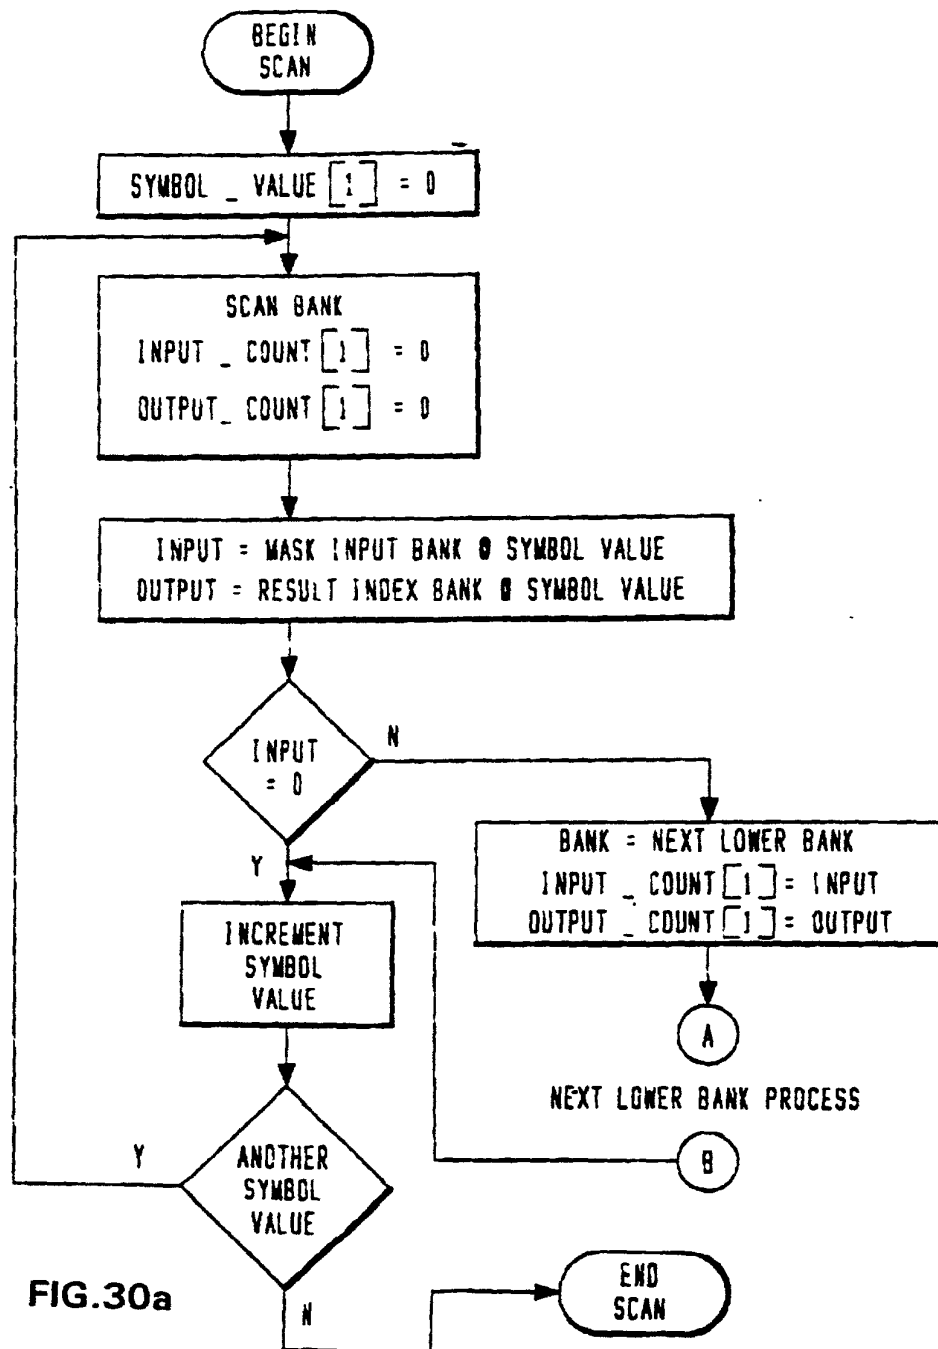 BEGIN
SCAN
SYMBOL _ VALUE [1] = 0
SCAN BANK
INPUT _ COUNT [1] = 0
OUTPUT _ COUNT [1] = 0
INPUT = MASK INPUT BANK @ SYMBOL VALUE
OUTPUT = RESULT INDEX BANK @ SYMBOL VALUE
INPUT
= 0
N
BANK = NEXT LOWER BANK
INPUT _ COUNT [1] = INPUT
OUTPUT _ COUNT [1] = OUTPUT
Y
INCREMENT
SYMBOL
VALUE
A
NEXT LOWER BANK PROCESS
B
Y
ANOTHER
SYMBOL
VALUE
END
SCAN
N
FIG.30a